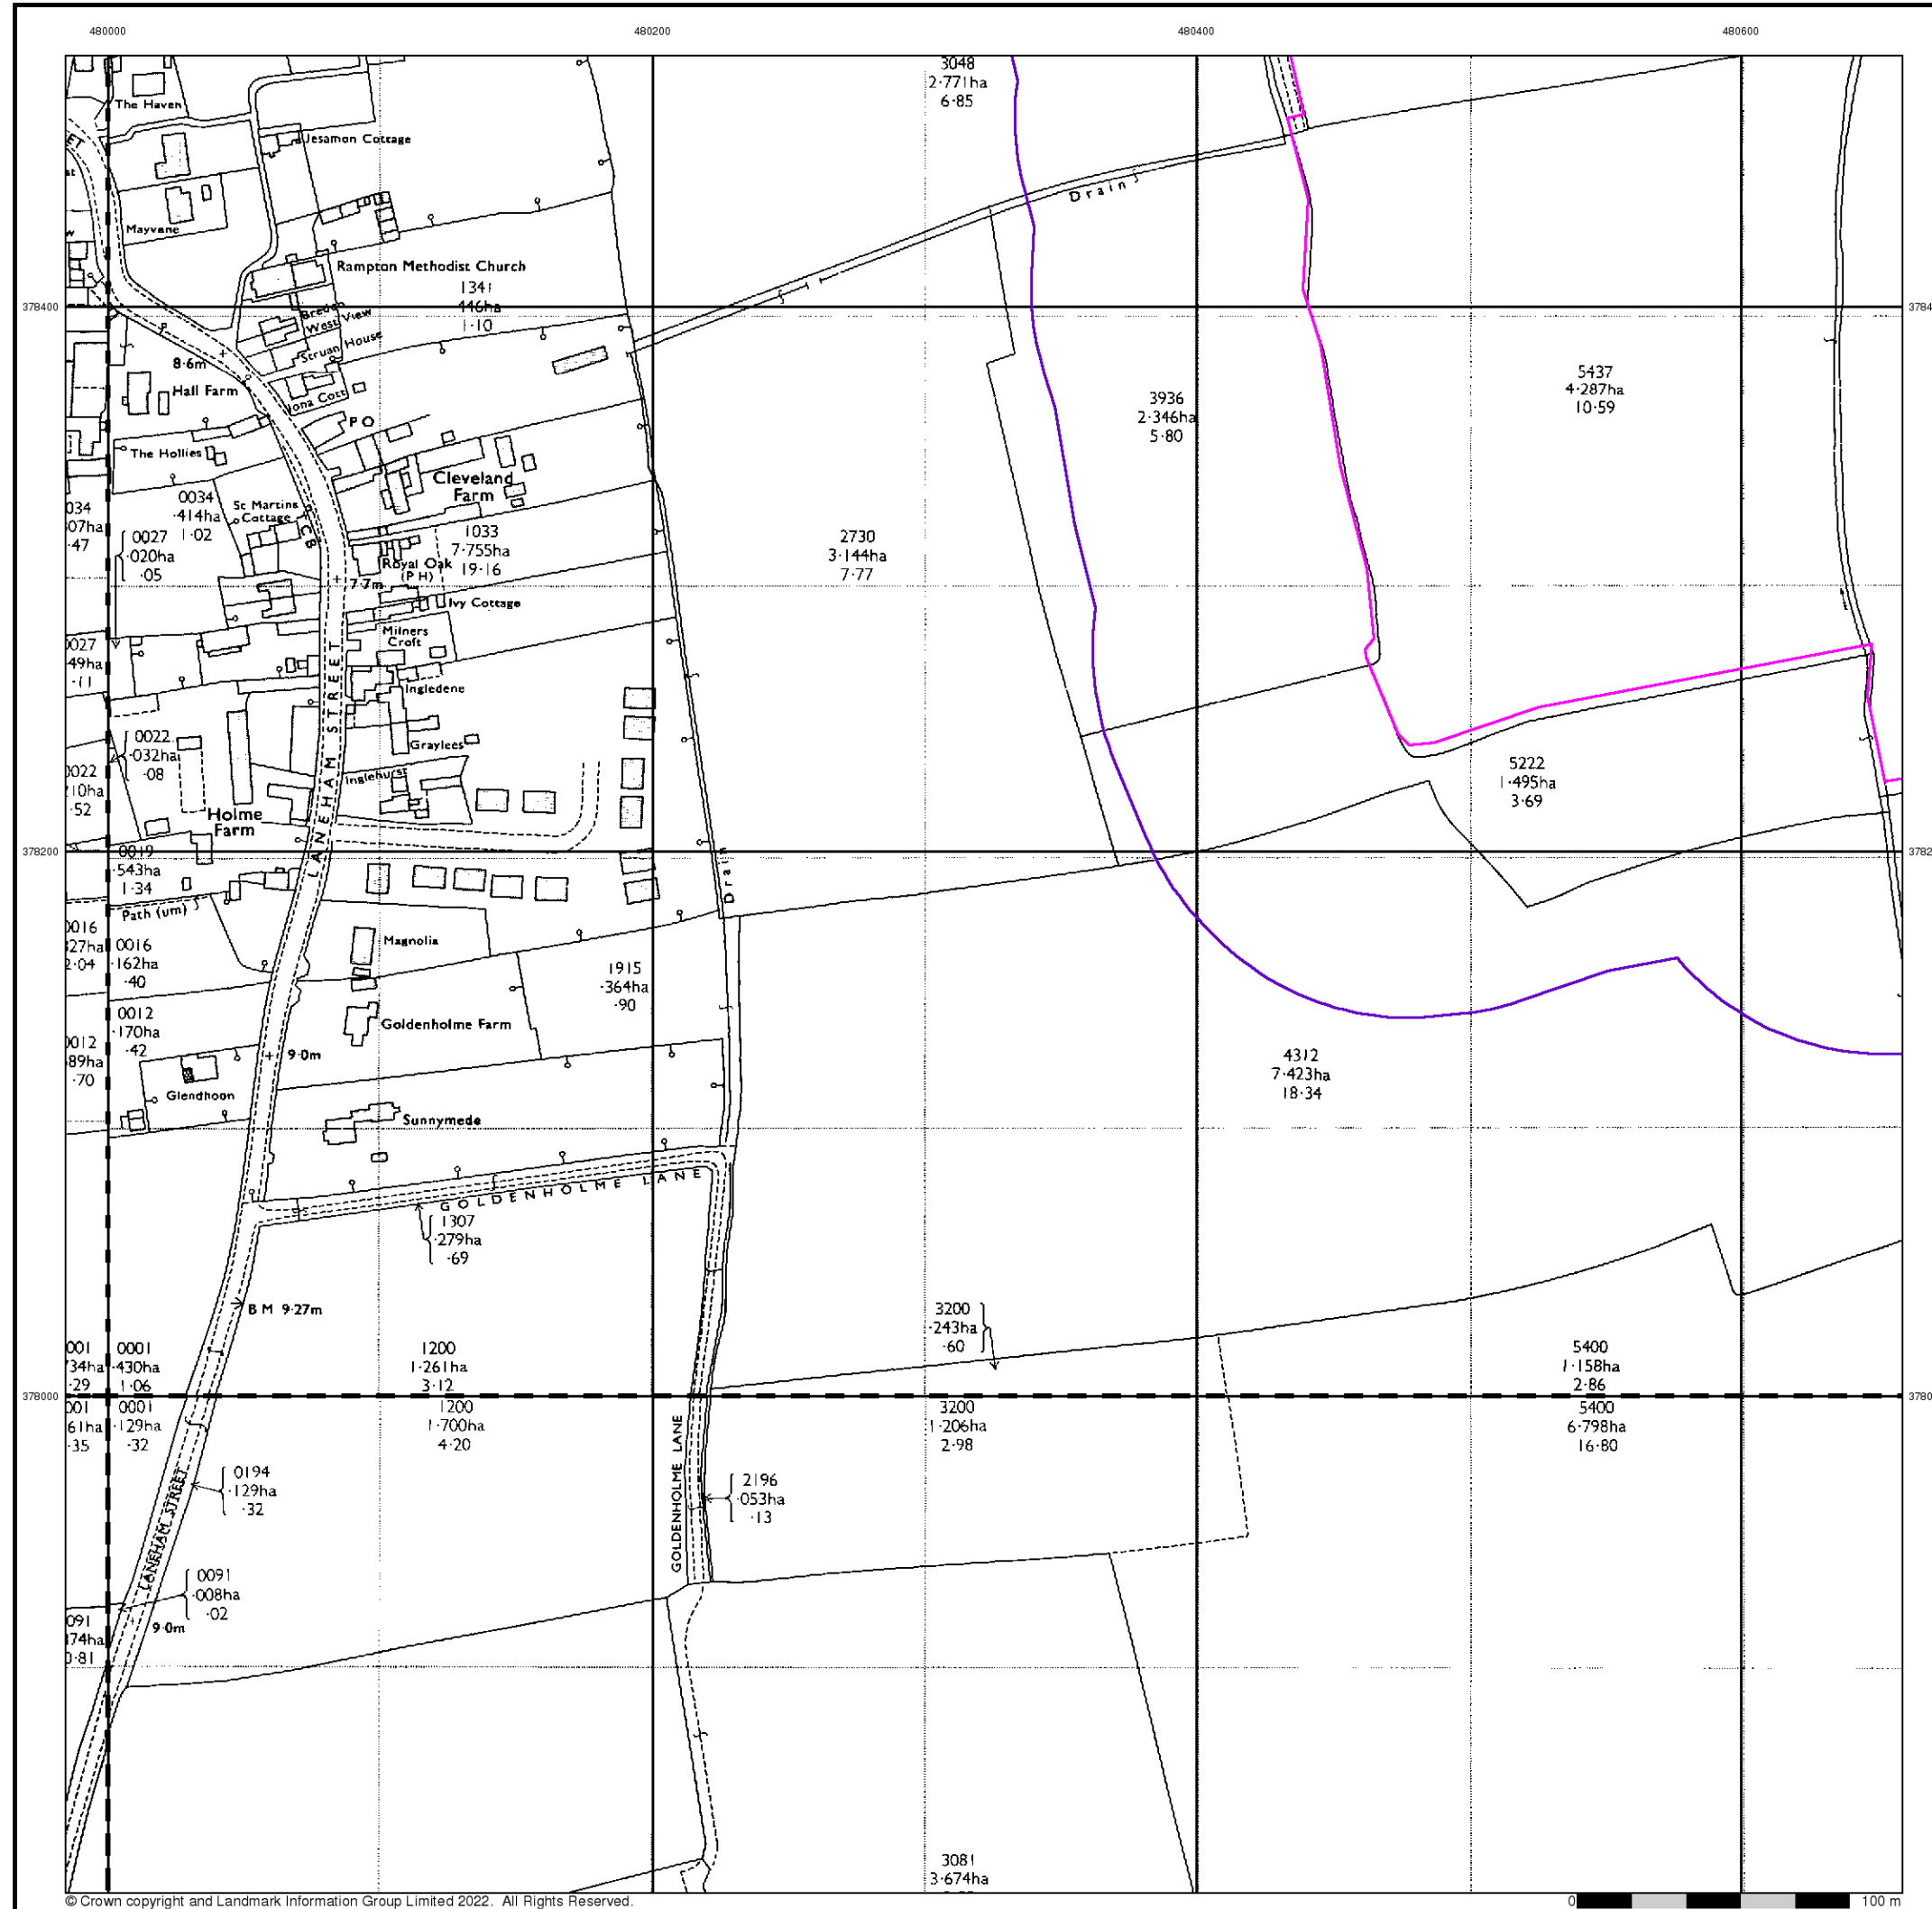 480000
480200
480400
480600
3048
2·771ha
6·85
The Haven
Jesamon Cottage
Drain
Mayvane
Rampton Methodist Church
1341
·446ha
1·10
378400
Breden
West View
Struan House
8·6m
Hall Farm
Iona Cott
P O
3936
2·346ha
5·80
5437
4·287ha
10·59
The Hollies
Cleveland
Farm
0034
·414ha
1·02
St Martins
Cottage
TCB
0027
·020ha
·05
1033
7·755ha
19·16
Royal Oak
(P H)
7·7m
Ivy Cottage
2730
3·144ha
7·77
Milners
Croft
Ingledene
LANEHAM STREET
Graylees
Inglehurst
0022
·032ha
·08
5222
1·495ha
3·69
Holme
Farm
378200
0019
·543ha
1·34
Drain
Path (um)
0016
·162ha
·40
Magnolia
1915
·364ha
·90
0012
·170ha
·42
Goldenholme Farm
9·0m
4312
7·423ha
18·34
Glendhoon
Sunnymede
GOLDENHOLME LANE
1307
·279ha
·69
B M 9·27m
3200
·243ha
·60
0001
·430ha
1·06
1200
1·261ha
3·12
5400
1·158ha
2·86
378000
0001
·129ha
·32
1200
1·700ha
4·20
3200
1·206ha
2·98
5400
6·798ha
16·80
GOLDENHOLME LANE
LANEHAM STREET
0194
·129ha
·32
2196
·053ha
·13
0091
·008ha
·02
9·0m
3081
3·674ha
© Crown copyright and Landmark Information Group Limited 2022. All Rights Reserved.
0
100 m